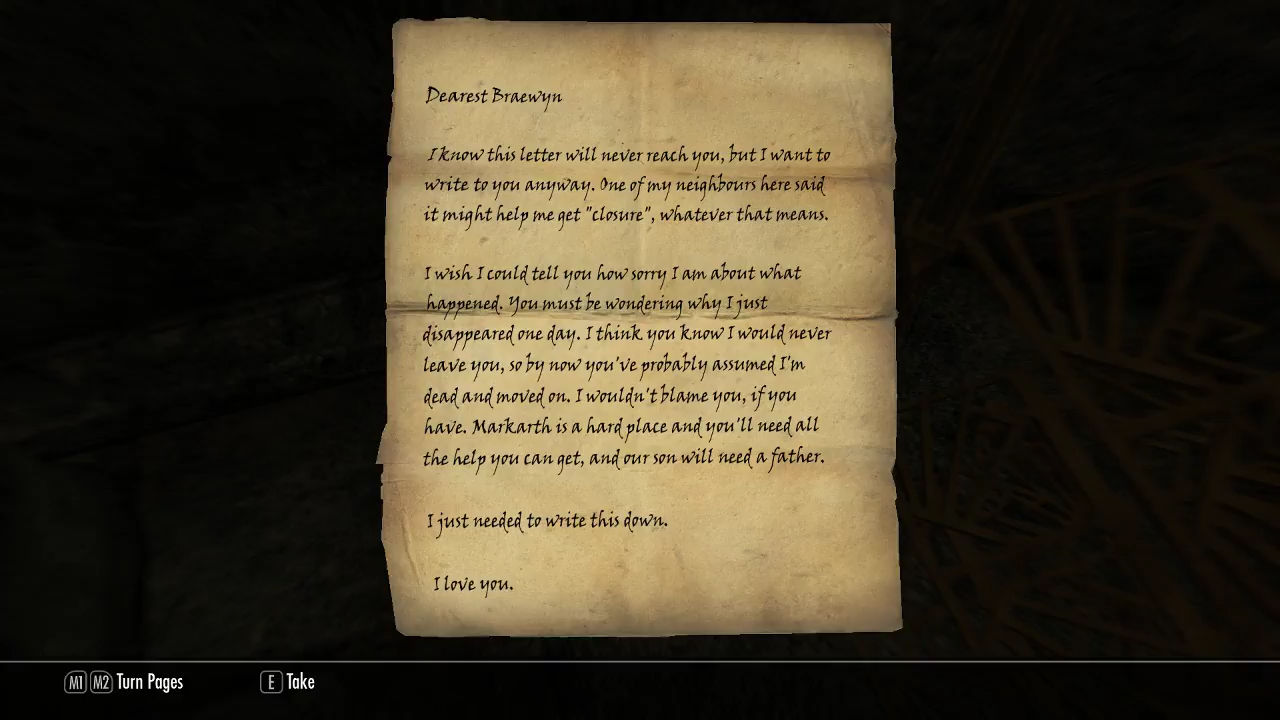 Dearest Braewyn
I know this letter will never reach you, but I want to
write to you anyway. One of my neighbours here said
it might help me get "closure", whatever that means.
I wish I could tell you how sorry I am about what
happened. You must be wondering why I just
disappeared one day. I think you know I would never
leave you, so by now you've probably assumed I'm
dead and moved on. I wouldn't blame you, if you
have. Markarth is a hard place and you'll need all
the help you can get, and our son will need a father.
I just needed to write this down.
I love you.
M1 M2 Turn Pages
E Take